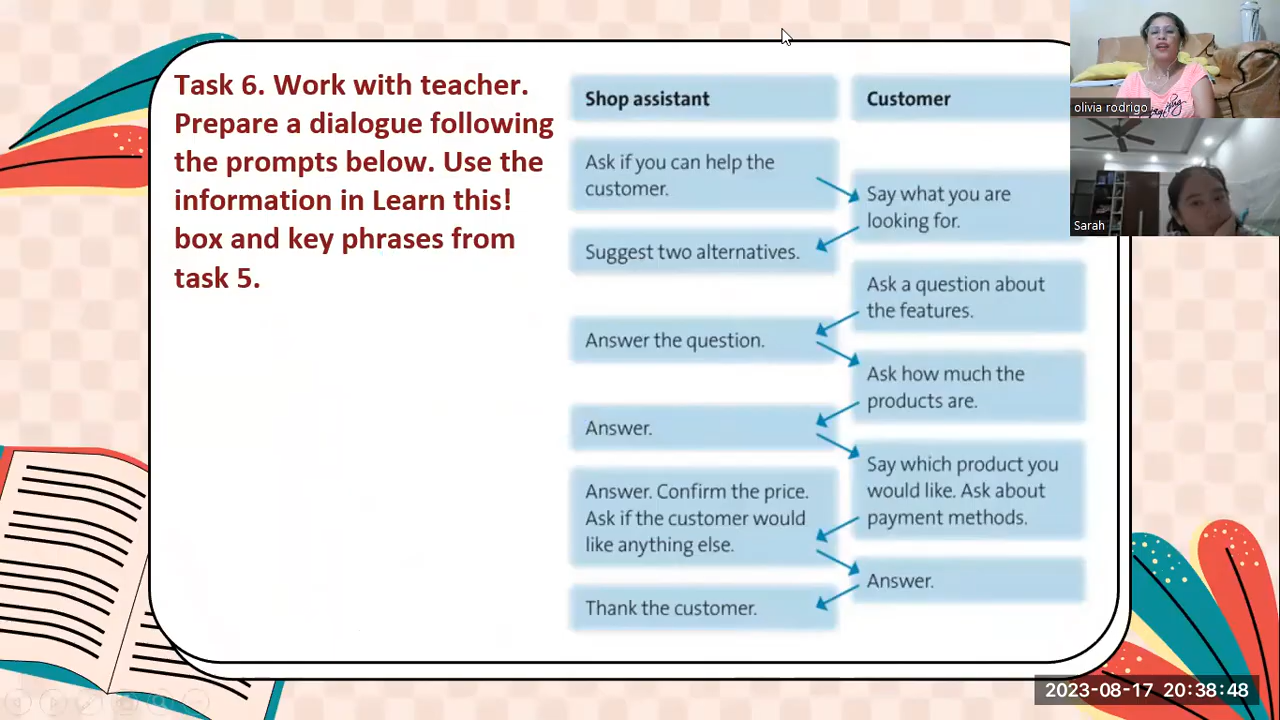 Task 6. Work with teacher.
Prepare a dialogue following
the prompts below. Use the
information in Learn this!
box and key phrases from
task 5.
Shop assistant
Customer
Ask if you can help the
customer.
Say what you are
looking for.
Suggest two alternatives.
Ask a question about
the features.
Answer the question.
Ask how much the
products are.
Answer.
Say which product you
would like. Ask about
payment methods.
Answer. Confirm the price.
Ask if the customer would
like anything else.
Answer.
Thank the customer.
olivia rodrigo
Sarah
2023-08-17 20:38:48